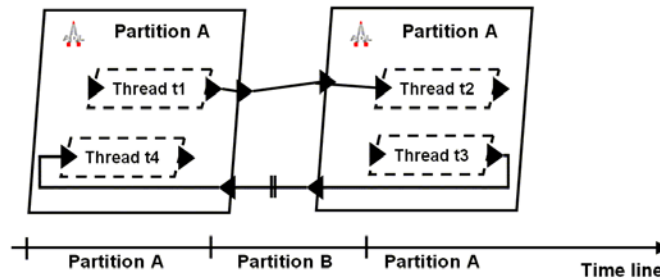 Partition A
Partition A
Thread t1
Thread t2
Thread t4
Thread t3
Partition A
Partition B
Partition A
Time line